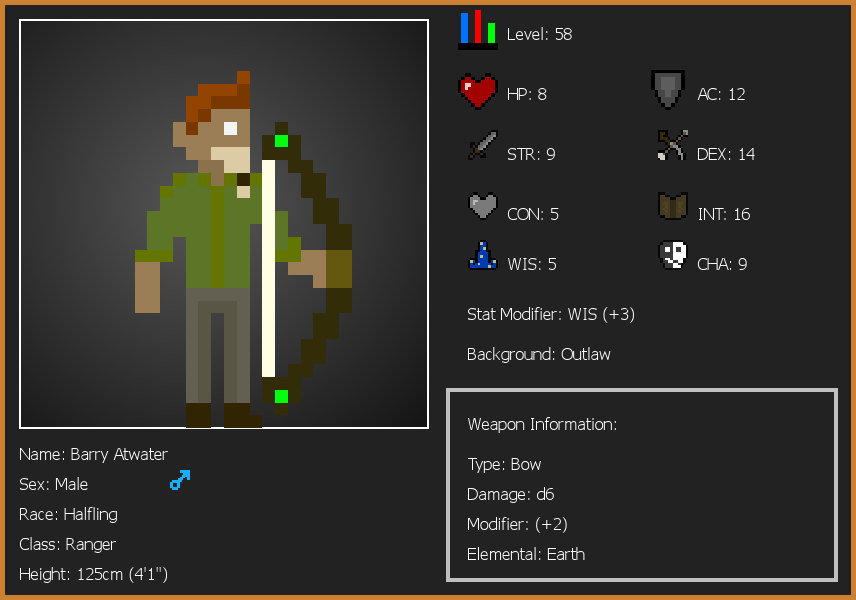 Level: 58
HP: 8
AC: 12
STR: 9
DEX: 14
CON: 5
INT: 16
WIS: 5
CHA: 9
Stat Modifier: WIS (+3)
Background: Outlaw
Weapon Information:
Type: Bow
Damage: d6
Modifier: (+2)
Elemental: Earth
Name: Barry Atwater
Sex: Male
Race: Halfling
Class: Ranger
Height: 125cm (4'1")